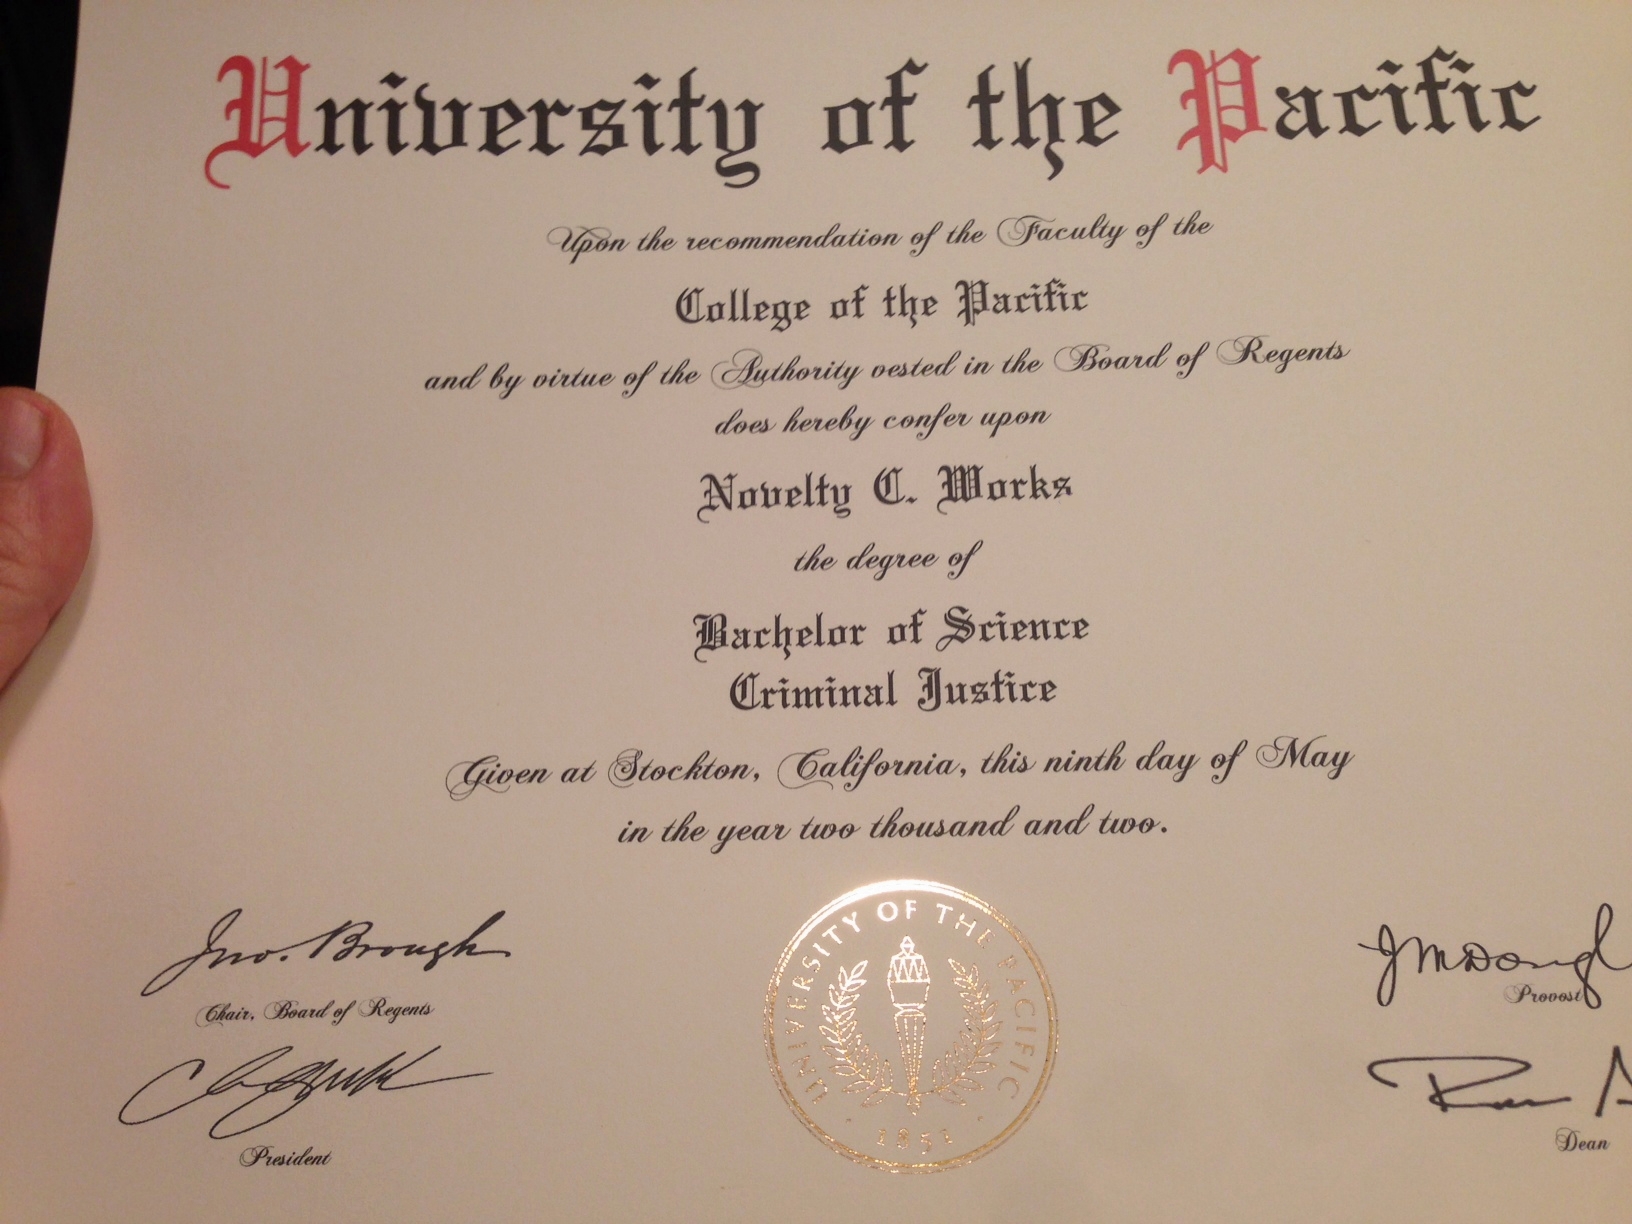 University of the Pacific
Upon the recommendation of the Faculty of the
College of the Pacific
and by virtue of the Authority vested in the Board of Regents
does hereby confer upon
Novelty C. Works
the degree of
Bachelor of Science
Criminal Justice
Given at Stockton, California, this ninth day of May
in the year two thousand and two.
Jno. Brough
Chair, Board of Regents
President
UNIVERSITY OF THE PACIFIC
1851
Provost
Dean